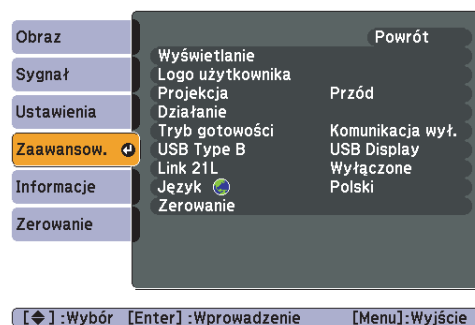 Obraz
Sygnał
Ustawienia
Zaawansow.
Informacje
Zerowanie
Powrót
Wyświetlanie
Logo użytkownika
Projekcja Przód
Działanie
Tryb gotowości Komunikacja wył.
USB Type B USB Display
Link 21L Wyłączone
Język Polski
Zerowanie
[ ] :Wybór [Enter] :Wprowadzenie [Menu]:Wyjście